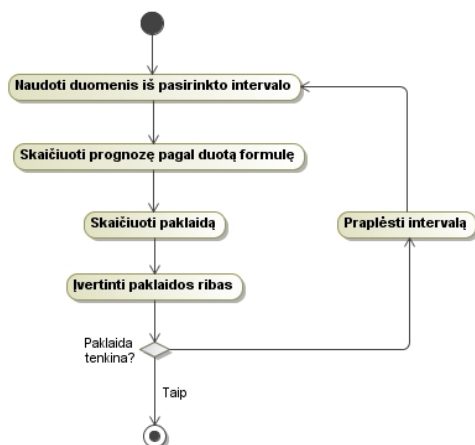 Naudoti duomenis iš pasirinkto intervalo
Skaičiuoti prognozę pagal duotą formulę
Skaičiuoti paklaidą
Praplėsti intervalą
Įvertinti paklaidos ribas
Paklaida
tenkina?
Taip